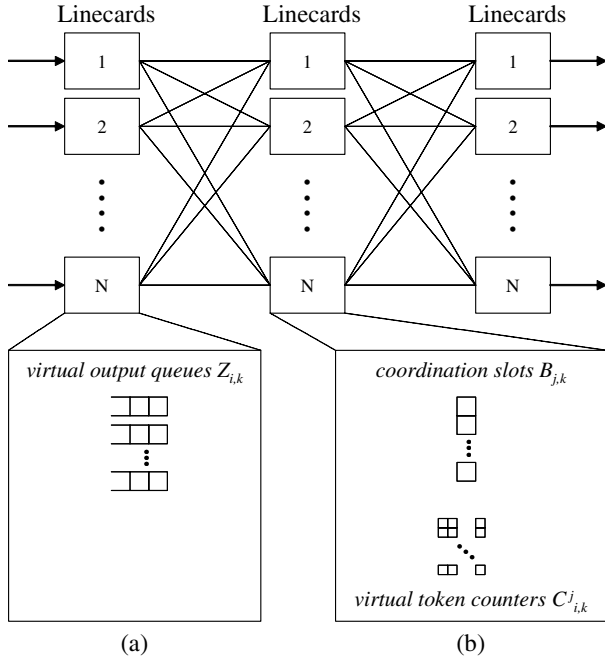 Linecards Linecards Linecards
1 1 1
2 2 2
N N N
virtual output queues Z_{i,k}
coordination slots B_{j,k}
virtual token counters C^j_{i,k}
(a) (b)